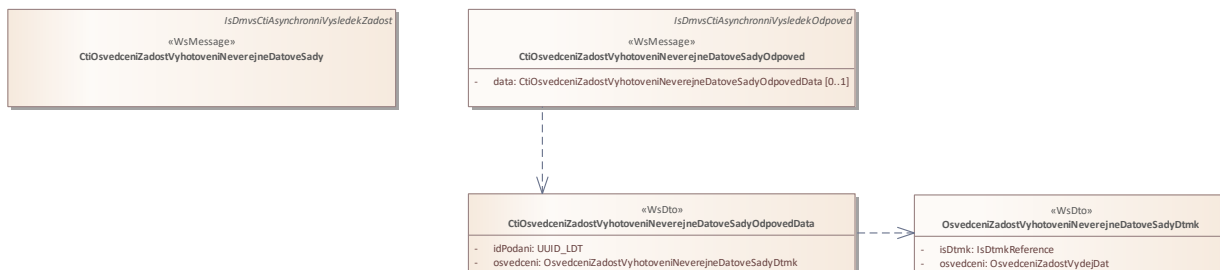 IsDmvsCtiAsynchronniVysledekZadost
«WsMessage»
CtiOsvedceniZadostVyhotoveniNeverejneDatoveSady
IsDmvsCtiAsynchronniVysledekOdpoved
«WsMessage»
CtiOsvedceniZadostVyhotoveniNeverejneDatoveSadyOdpoved
- data: CtiOsvedceniZadostVyhotoveniNeverejneDatoveSadyOdpovedData [0..1]
«WsDto»
CtiOsvedceniZadostVyhotoveniNeverejneDatoveSadyOdpovedData
- idPodani: UUID_LDT
- osvedceni: OsvedceniZadostVyhotoveniNeverejneDatoveSadyDtmk
«WsDto»
OsvedceniZadostVyhotoveniNeverejneDatoveSadyDtmk
- isDtmk: IsDtmkReference
- osvedceni: OsvedceniZadostVydejDat